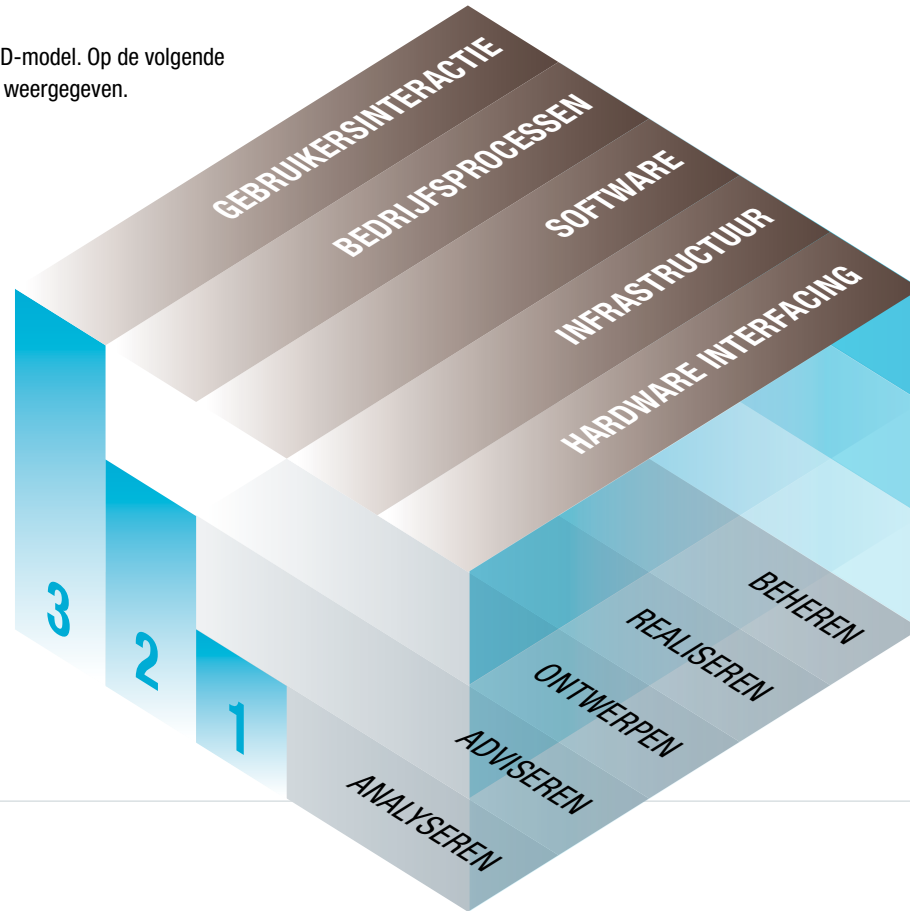 D-model. Op de volgende
weergegeven.
GEBRUIKERSINTERACTIE
BEDRIJFSPROCESSEN
SOFTWARE
INFRASTRUCTUUR
HARDWARE INTERFACING
3
2
1
BEHEREN
REALISEREN
ONTWERPEN
ADVISEREN
ANALYSEREN